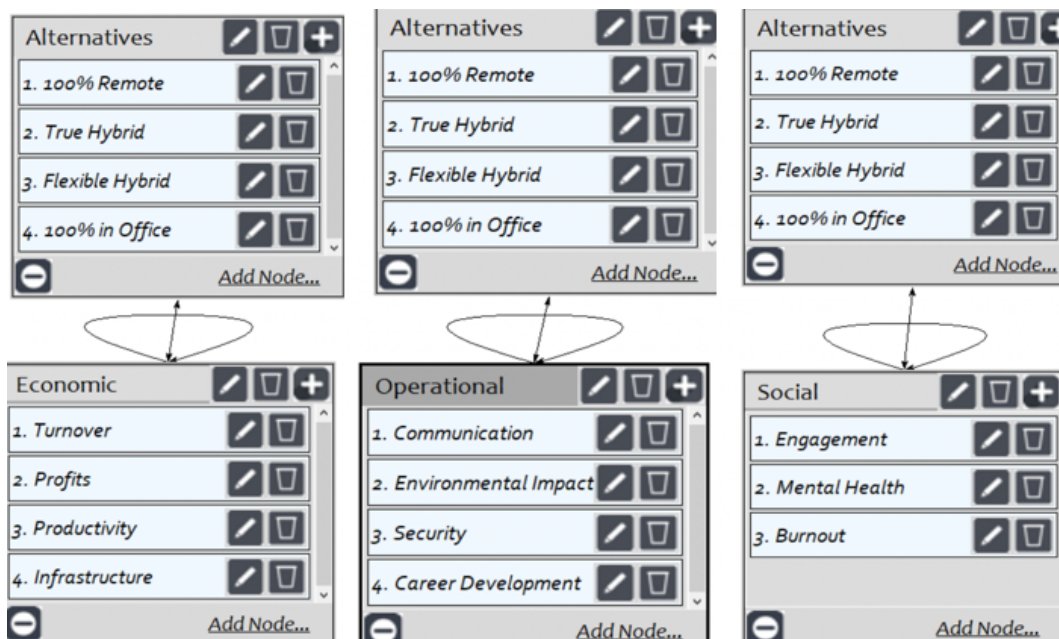 Alternatives
1. 100% Remote
2. True Hybrid
3. Flexible Hybrid
4. 100% in Office
Add Node...
Alternatives
1. 100% Remote
2. True Hybrid
3. Flexible Hybrid
4. 100% in Office
Add Node...
Alternatives
1. 100% Remote
2. True Hybrid
3. Flexible Hybrid
4. 100% in Office
Add Node...
Economic
1. Turnover
2. Profits
3. Productivity
4. Infrastructure
Add Node...
Operational
1. Communication
2. Environmental Impact
3. Security
4. Career Development
Add Node...
Social
1. Engagement
2. Mental Health
3. Burnout
Add Node...